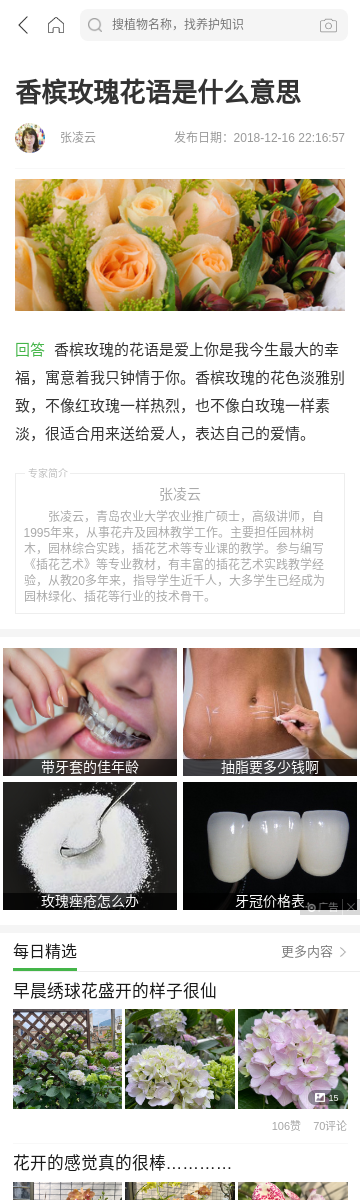 搜植物名称，找养护知识
香槟玫瑰花语是什么意思
张凌云
发布日期：2018-12-16 22:16:57
回答 香槟玫瑰的花语是爱上你是我今生最大的幸
福，寓意着我只钟情于你。香槟玫瑰的花色淡雅别
致，不像红玫瑰一样热烈，也不像白玫瑰一样素
淡，很适合用来送给爱人，表达自己的爱情。
专家简介
张凌云
张凌云，青岛农业大学农业推广硕士，高级讲师，自
1995年来，从事花卉及园林教学工作。主要担任园林树
木，园林综合实践，插花艺术等专业课的教学。参与编写
《插花艺术》等专业教材，有丰富的插花艺术实践教学经
验，从教20多年来，指导学生近千人，大多学生已经成为
园林绿化、插花等行业的技术骨干。
带牙套的佳年龄
抽脂要多少钱啊
玫瑰痤疮怎么办
牙冠价格表
广告
每日精选
更多内容
早晨绣球花盛开的样子很仙
15
106赞 70评论
花开的感觉真的很棒…………